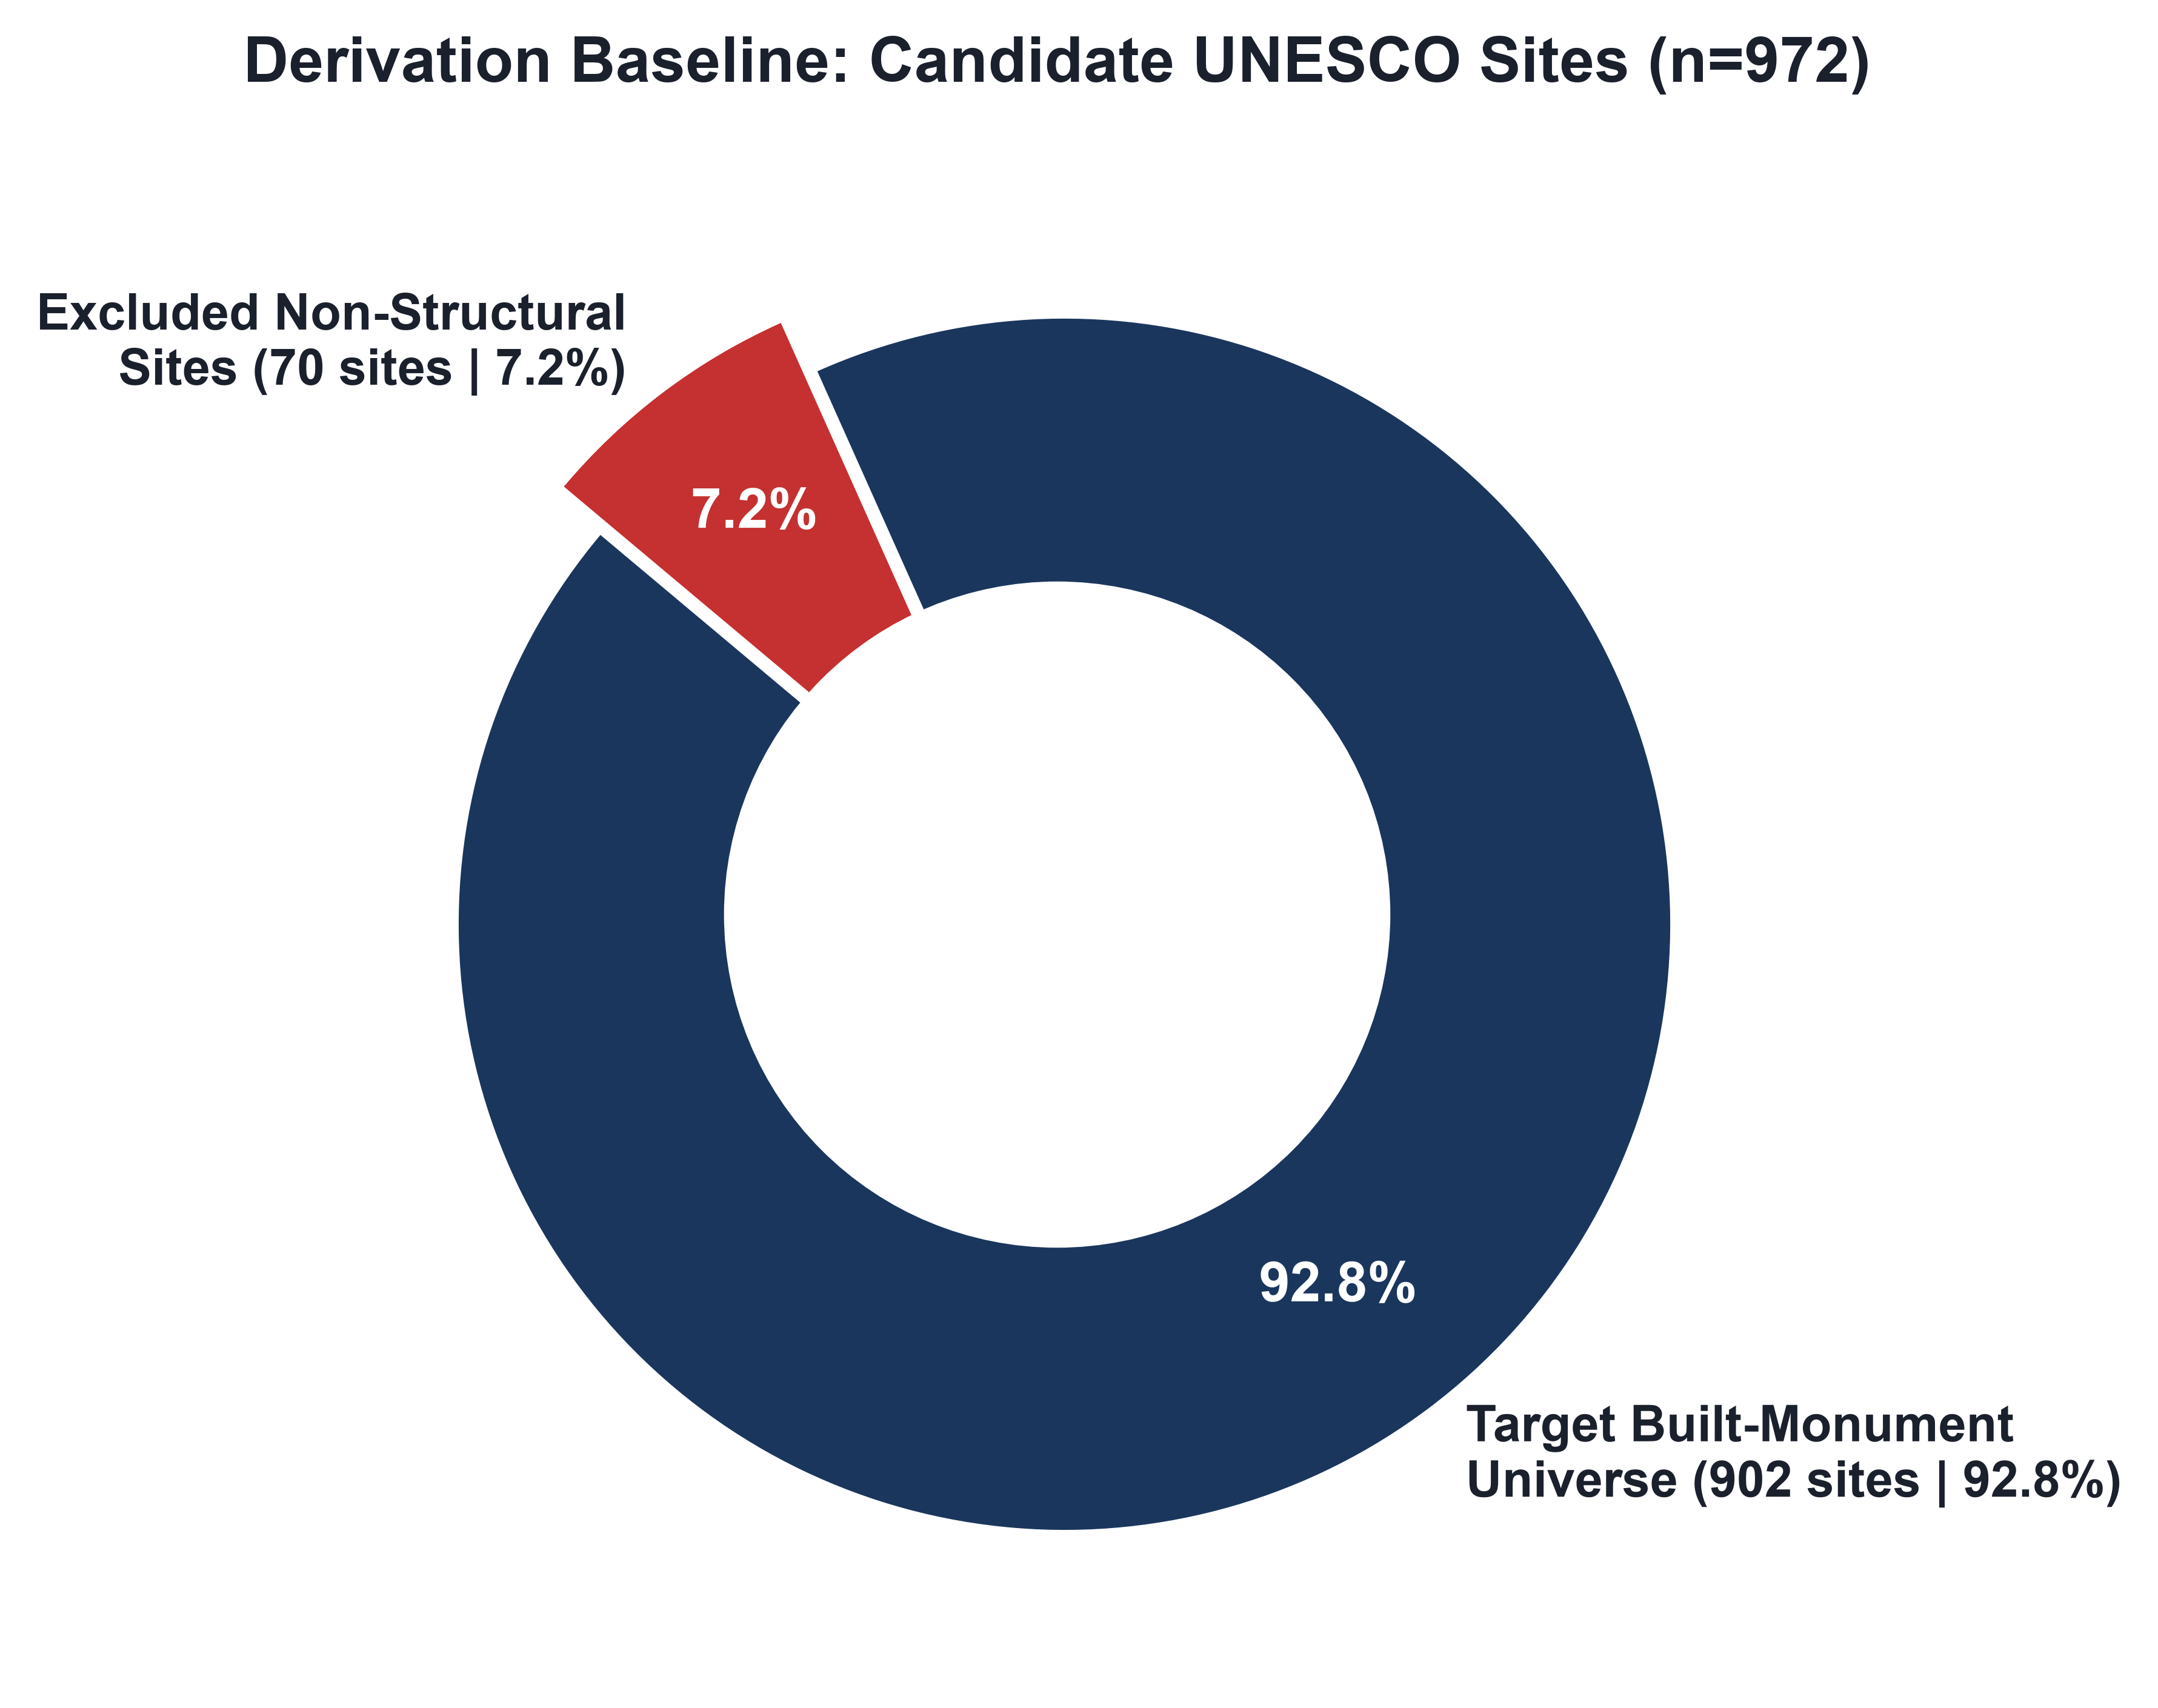 Derivation Baseline: Candidate UNESCO Sites (n=972)
Excluded Non-Structural
Sites (70 sites | 7.2%)
7.2%
92.8%
Target Built-Monument
Universe (902 sites | 92.8%)